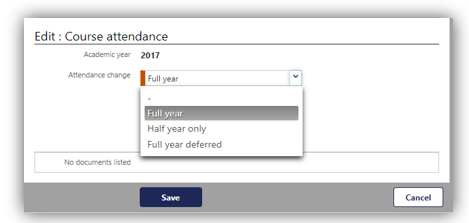 Edit : Course attendance
Academic year 2017
Attendance change Full year
-
Full year
Half year only
Full year deferred
No documents listed
Save Cancel